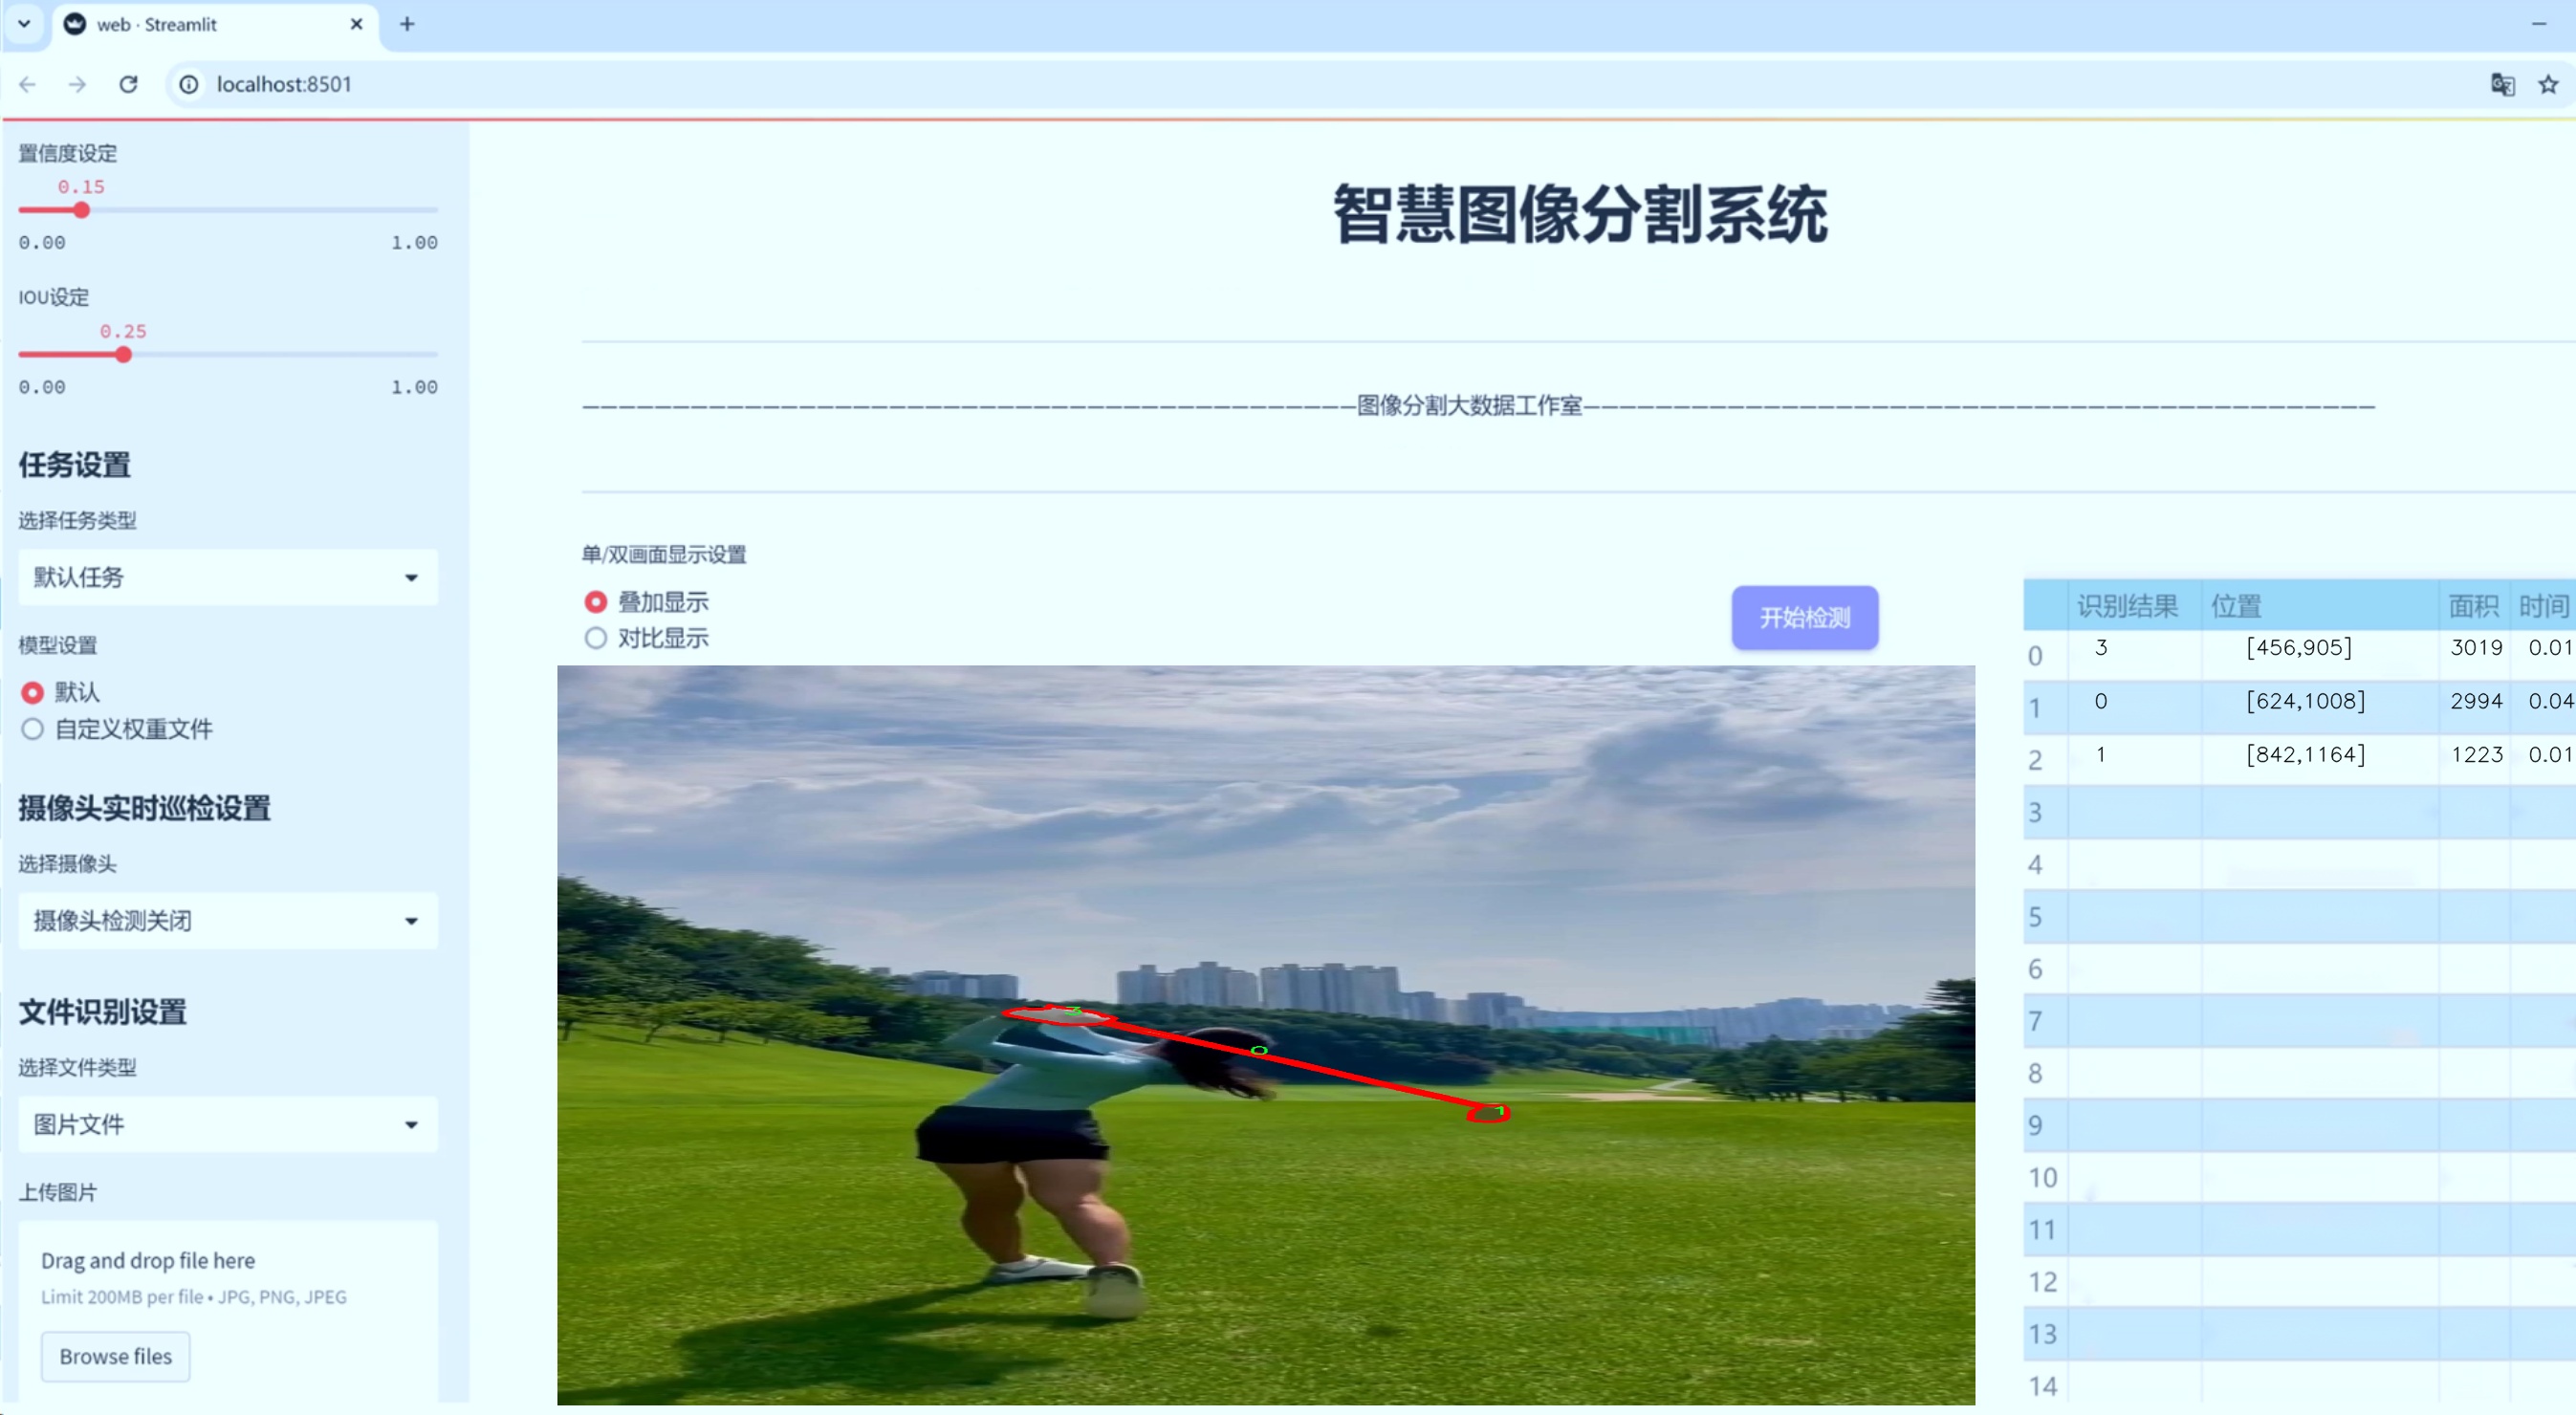 web · Streamlit
localhost:8501
置信度设定
0.15
0.00 1.00
IOU设定
0.25
0.00 1.00
任务设置
选择任务类型
默认任务
模型设置
默认
自定义权重文件
摄像头实时巡检设置
选择摄像头
摄像头检测关闭
文件识别设置
选择文件类型
图片文件
上传图片
Drag and drop file here
Limit 200MB per file • JPG, PNG, JPEG
Browse files
智慧图像分割系统
———————————————————————————————————————————图像分割大数据工作室————————————————————————————————————————————
单/双画面显示设置
叠加显示
对比显示
开始检测
3
0
1
识别结果 位置 面积 时间
0 3 [456,905] 3019 0.01
1 0 [624,1008] 2994 0.04
2 1 [842,1164] 1223 0.01
3
4
5
6
7
8
9
10
11
12
13
14